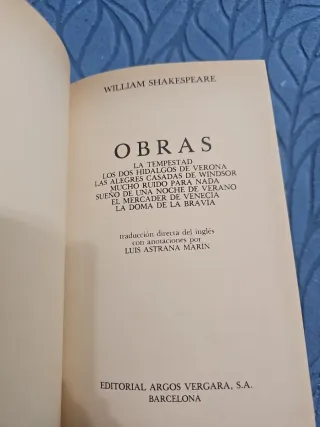 WILLIAM SHAKESPEARE
OBRAS
LA TEMPESTAD
LOS DOS HIDALGOS DE VERONA
LAS ALEGRES CASADAS DE WINDSOR
MUCHO RUIDO PARA NADA
SUEÑO DE UNA NOCHE DE VERANO
EL MERCADER DE VENECIA
LA DOMA DE LA BRAVIA
traducción directa del inglés
con anotaciones por
LUIS ASTRANA MARIN
EDITORIAL ARGOS VERGARA, S.A.
BARCELONA